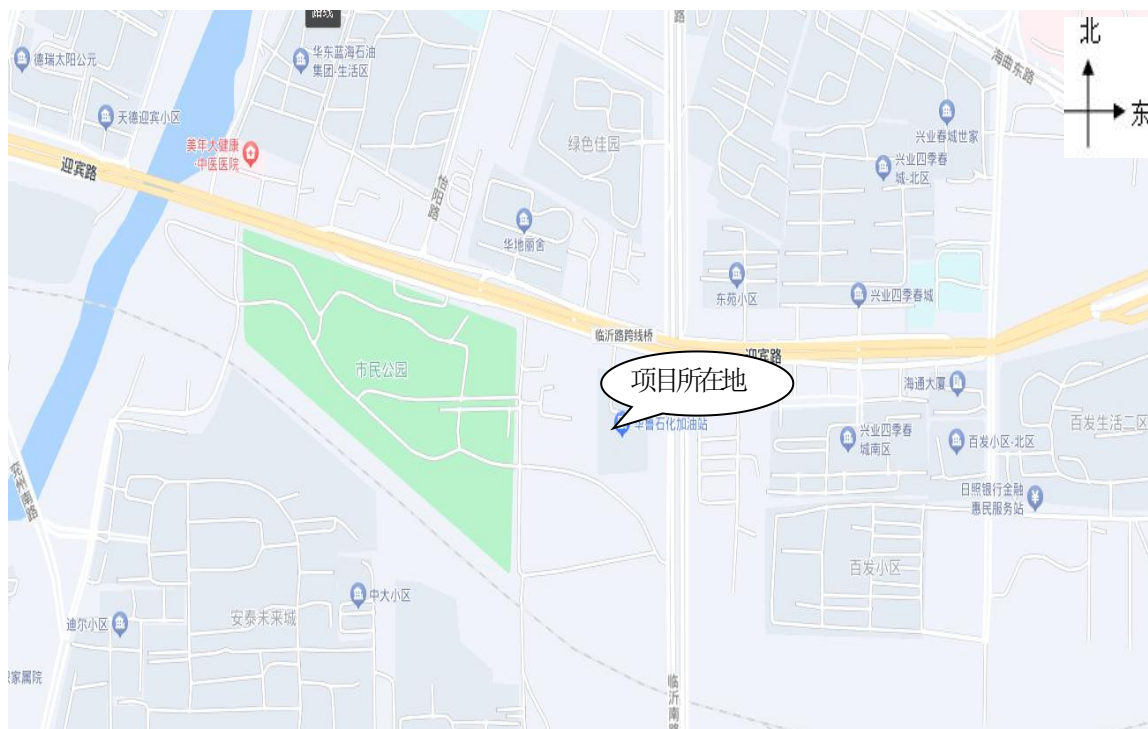 北
东
路
海曲东路
德瑞太阳公元
华东蓝海石油
集团-生活区
天德迎宾小区
兴业春城世家
绿色佳园
美年大健康
·中医医院
兴业四季春
城-北区
迎宾路
华地丽舍
东苑小区
兴业四季春城
临沂路跨线桥
迎宾路
市民公园
项目所在地
海通大厦
华鲁石化加油站
兴业四季春
城南区
百发小区-北区
百发生活二区
兖州南路
日照银行金融
惠民服务站
百发小区
中大小区
安泰未来城
迪尔小区
家属院
临沂南路